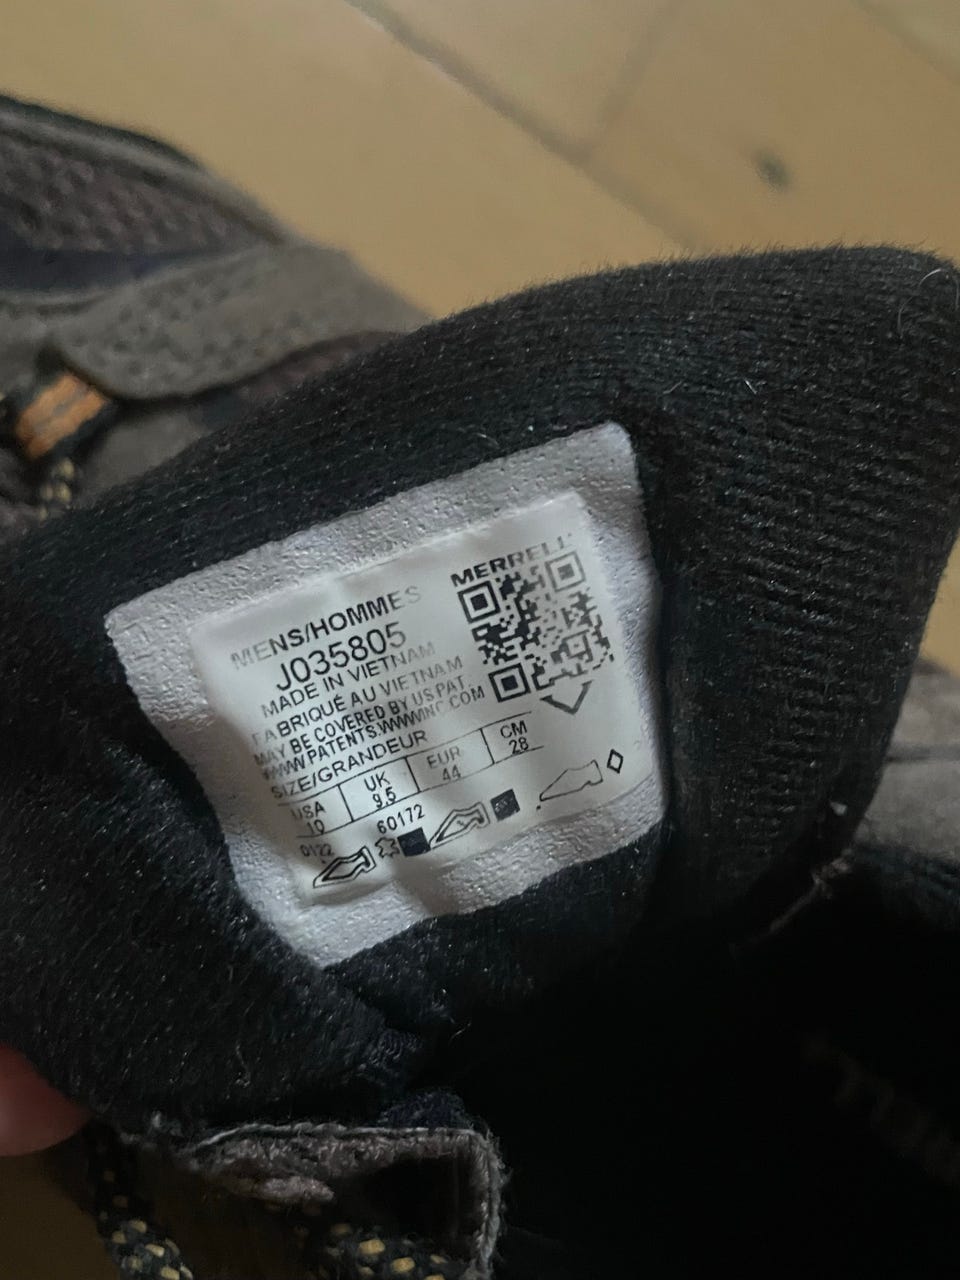 MERRELL
MENS/HOMMES
J035805
MADE IN VIETNAM
FABRIQUÉ AU VIETNAM
MAY BE COVERED BY US PAT.
WWW.PATENTS.WWWINC.COM
SIZE/GRANDEUR
USA UK EUR CM
10 9.5 44 28
0122 60172